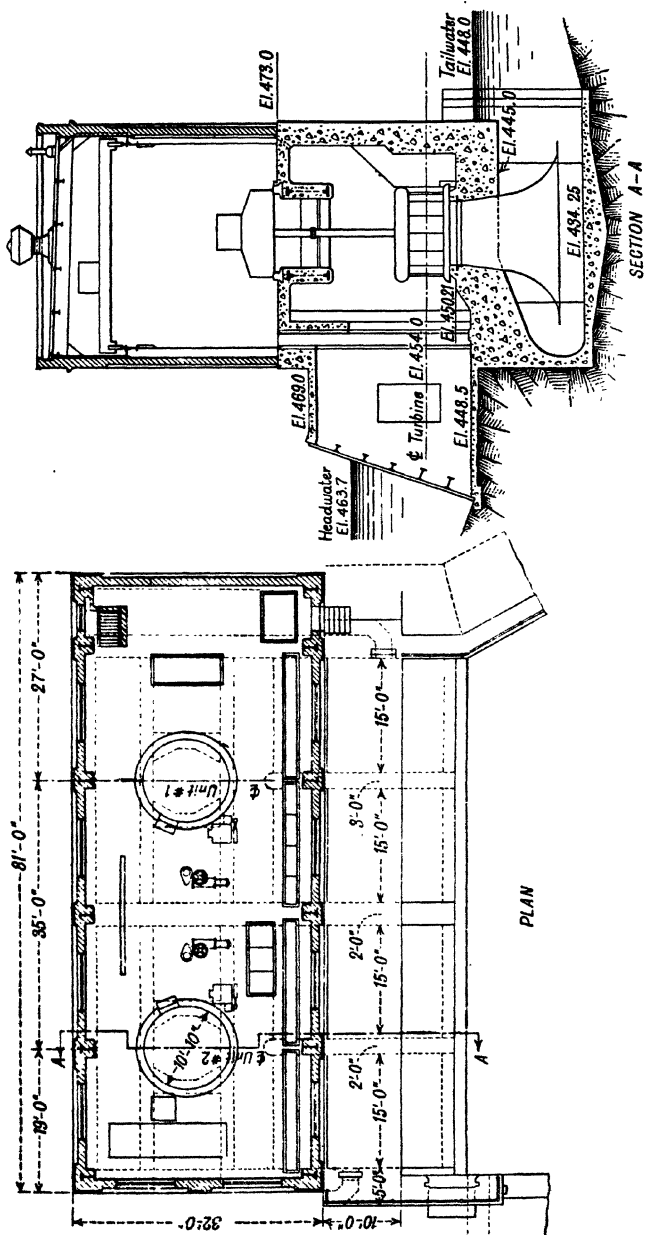 El. 473.0
Tailwater
El. 448.0
El. 445.0
El. 434.25
El. 450.21
El. 454.0
₵ Turbine
El. 469.0
El. 448.5
Headwater
El. 463.7
SECTION A-A
81'-0"
19'-0"
35'-0"
27'-0"
32'-0"
10'-0"
A
A
Unit #2
₵
10'-10"
Unit #1
₵
5'-0"
15'-0"
2'-0"
15'-0"
2'-0"
15'-0"
3'-0"
15'-0"
PLAN